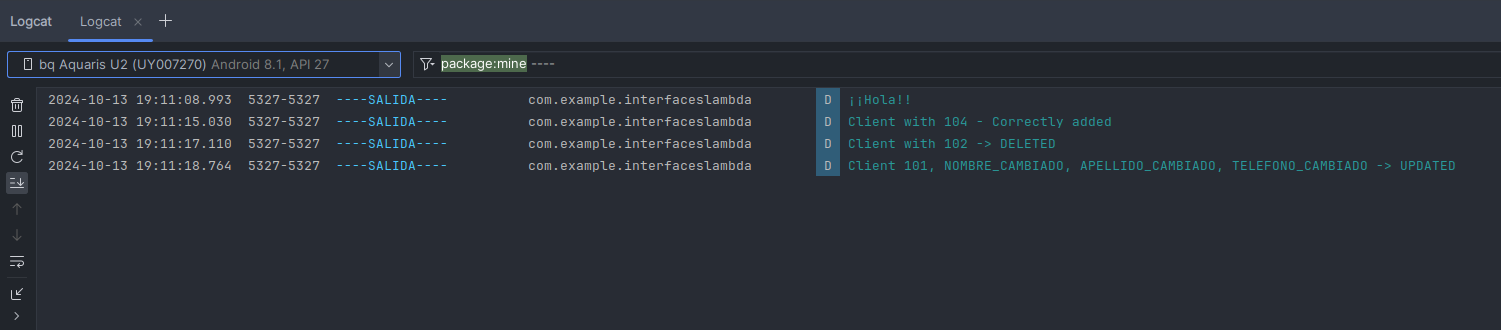 Logcat Logcat
bq Aquaris U2 (UY007270) Android 8.1, API 27 package:mine ----
2024-10-13 19:11:08.993 5327-5327 ----SALIDA---- com.example.interfaceslambda D ¡¡Hola!!
2024-10-13 19:11:15.030 5327-5327 ----SALIDA---- com.example.interfaceslambda D Client with 104 - Correctly added
2024-10-13 19:11:17.110 5327-5327 ----SALIDA---- com.example.interfaceslambda D Client with 102 -> DELETED
2024-10-13 19:11:18.764 5327-5327 ----SALIDA---- com.example.interfaceslambda D Client 101, NOMBRE_CAMBIADO, APELLIDO_CAMBIADO, TELEFONO_CAMBIADO -> UPDATED